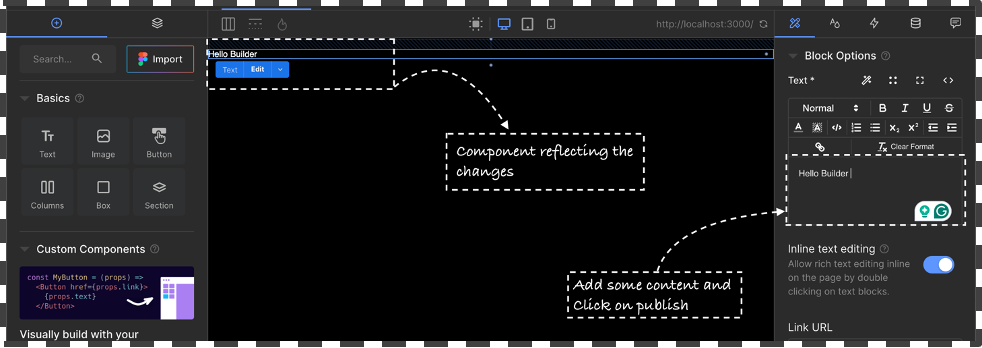 http://localhost:3000/
Search...
Import
Basics
Text
Image
Button
Columns
Box
Section
Custom Components
const MyButton = (props) =>
<Button href={props.link}>
{props.text}
</Button>
Visually build with your
Hello Builder
Text
Edit
Component reflecting the
changes
Add some content and
Click on publish
Block Options
Text *
Normal
B I U S
A A </> X₂ X²
Tx Clear Format
Hello Builder
Inline text editing
Allow rich text editing inline
on the page by double
clicking on text blocks.
Link URL